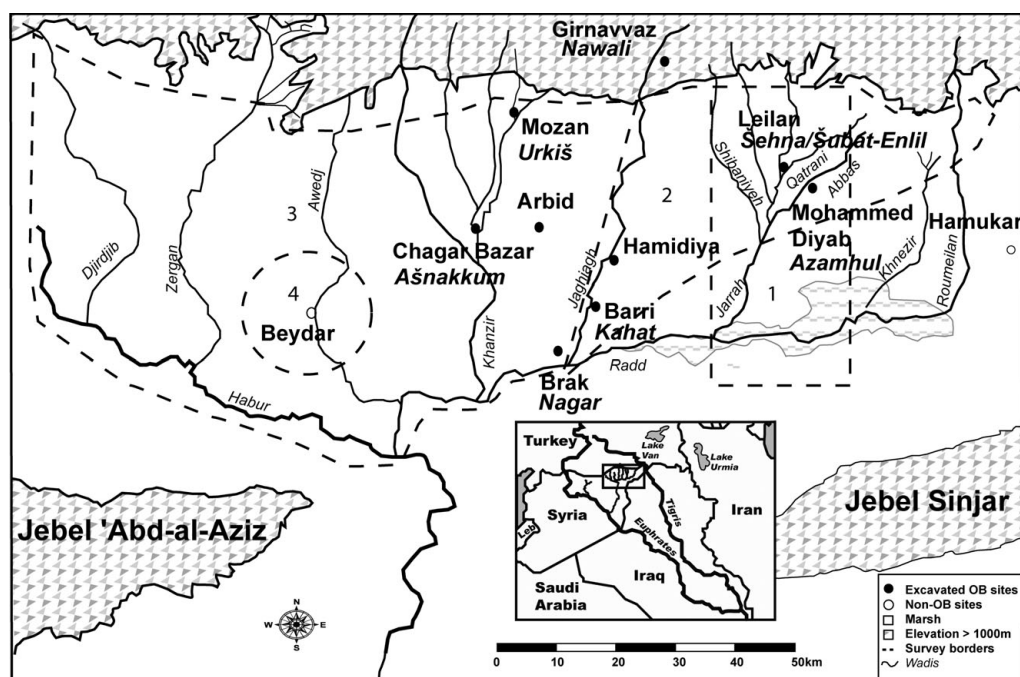 Girnavvaz
Nawali
Mozan
Urkiš
Leilan
Šehna/Šubat-Enlil
Shibaniyeh
Qatrani
Abbas
Awedj
Arbid
2
3
Djirdjib
Zergan
Chagar Bazar
Ašnakkum
Hamidiya
Mohammed
Diyab
Azamhul
Hamukar
Khnezir
Roumeilan
Jaghjagh
Jarrah
1
4
Beydar
Khanzir
Barri
Kahat
Radd
Brak
Nagar
Habur
Turkey
Lake
Van
Lake
Urmia
Syria
Tigris
Iran
Leb
Euphrates
Iraq
Saudi
Arabia
Jebel Sinjar
Jebel 'Abd-al-Aziz
N
W
E
S
Excavated OB sites
Non-OB sites
Marsh
Elevation > 1000m
Survey borders
Wadis
0 10 20 30 40 50km